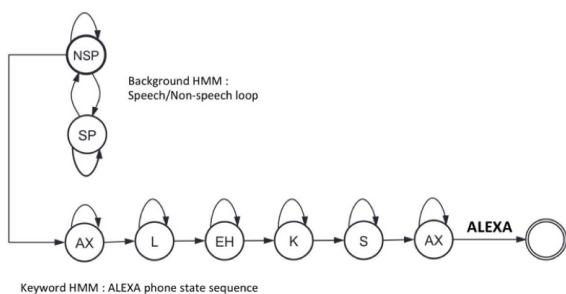 NSP
Background HMM :
Speech/Non-speech loop
SP
ALEXA
AX L EH K S AX
Keyword HMM : ALEXA phone state sequence